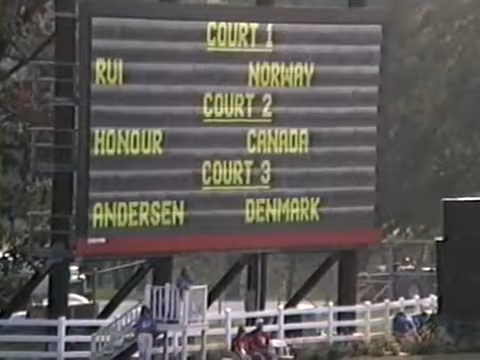 COURT 1
RUI NORWAY
COURT 2
HONOUR CANADA
COURT 3
ANDERSEN DENMARK